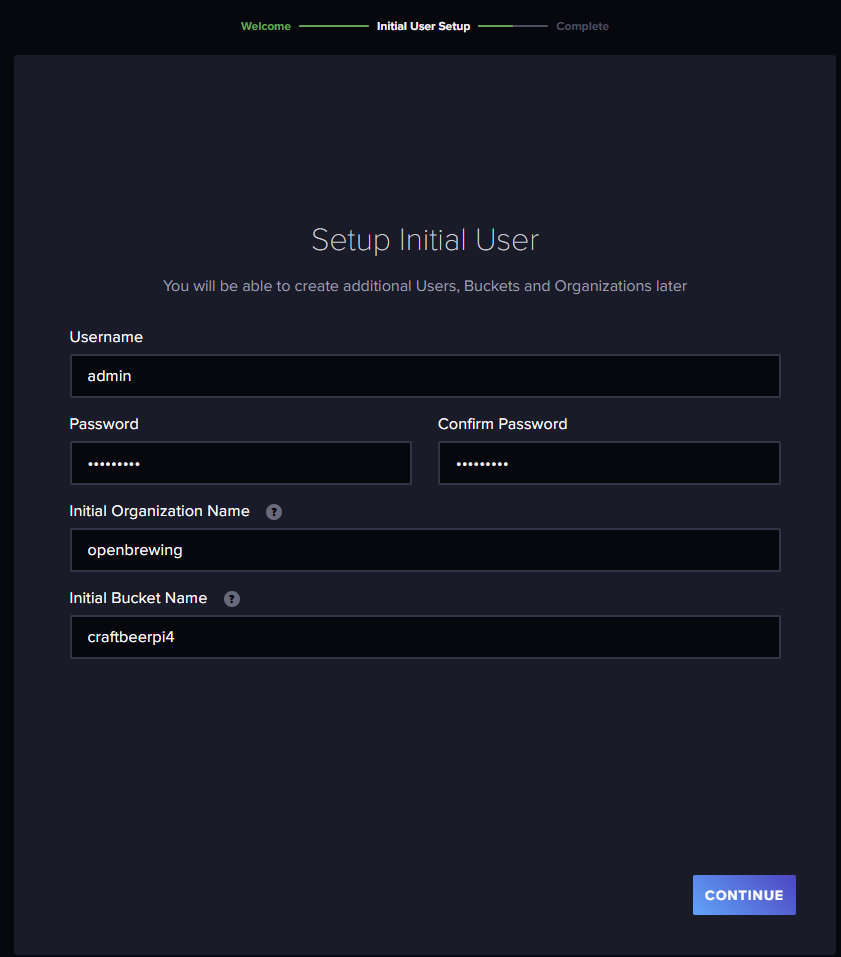 Welcome Initial User Setup Complete
Setup Initial User
You will be able to create additional Users, Buckets and Organizations later
Username
admin
Password Confirm Password
••••••••• •••••••••
Initial Organization Name ?
openbrewing
Initial Bucket Name ?
craftbeerpi4
CONTINUE